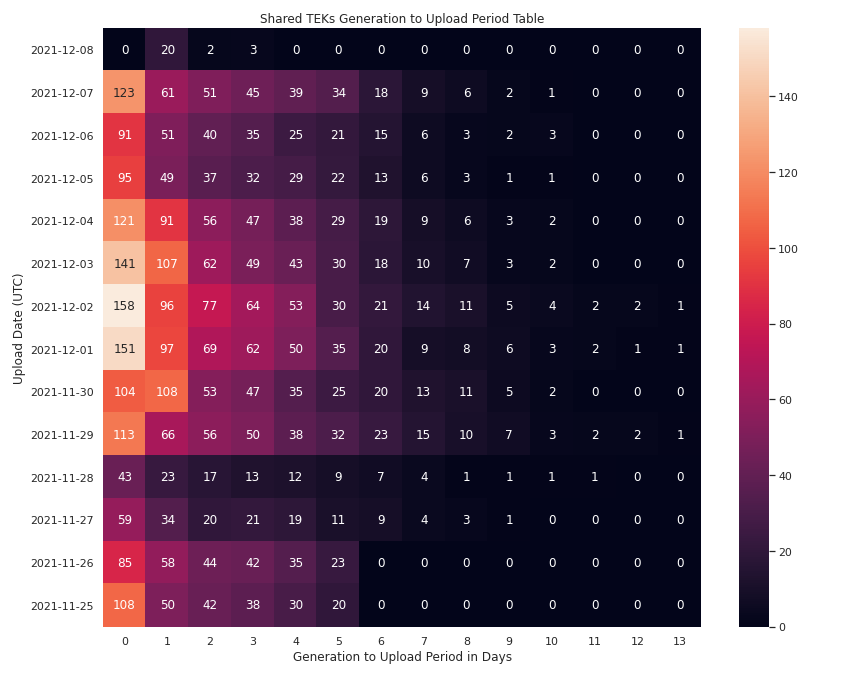 Shared TEKs Generation to Upload Period Table
Upload Date (UTC)
2021-12-08 0 20 2 3 0 0 0 0 0 0 0 0 0 0
2021-12-07 123 61 51 45 39 34 18 9 6 2 1 0 0 0
2021-12-06 91 51 40 35 25 21 15 6 3 2 3 0 0 0
2021-12-05 95 49 37 32 29 22 13 6 3 1 1 0 0 0
2021-12-04 121 91 56 47 38 29 19 9 6 3 2 0 0 0
2021-12-03 141 107 62 49 43 30 18 10 7 3 2 0 0 0
2021-12-02 158 96 77 64 53 30 21 14 11 5 4 2 2 1
2021-12-01 151 97 69 62 50 35 20 9 8 6 3 2 1 1
2021-11-30 104 108 53 47 35 25 20 13 11 5 2 0 0 0
2021-11-29 113 66 56 50 38 32 23 15 10 7 3 2 2 1
2021-11-28 43 23 17 13 12 9 7 4 1 1 1 1 0 0
2021-11-27 59 34 20 21 19 11 9 4 3 1 0 0 0 0
2021-11-26 85 58 44 42 35 23 0 0 0 0 0 0 0 0
2021-11-25 108 50 42 38 30 20 0 0 0 0 0 0 0 0
0 1 2 3 4 5 6 7 8 9 10 11 12 13
Generation to Upload Period in Days
140
120
100
80
60
40
20
0